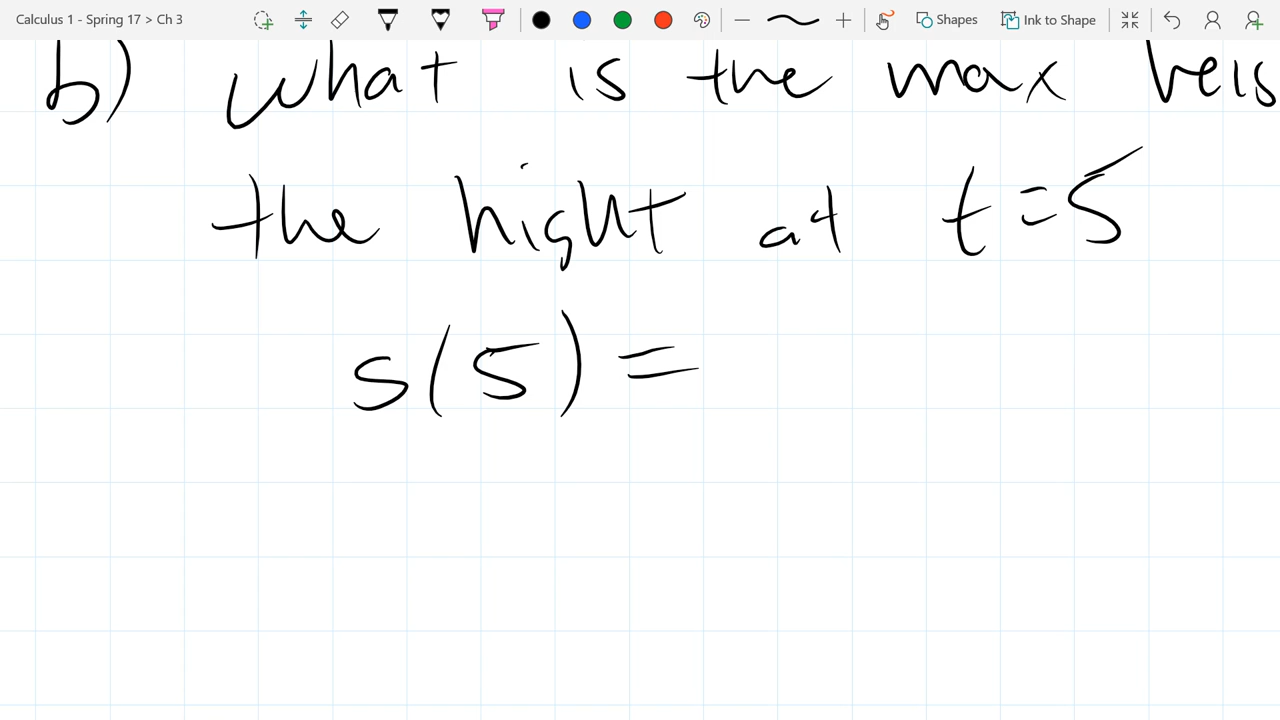 Calculus 1 - Spring 17 > Ch 3 Shapes Ink to Shape
b) What is the max heig
the hight at t=5
s(5) =